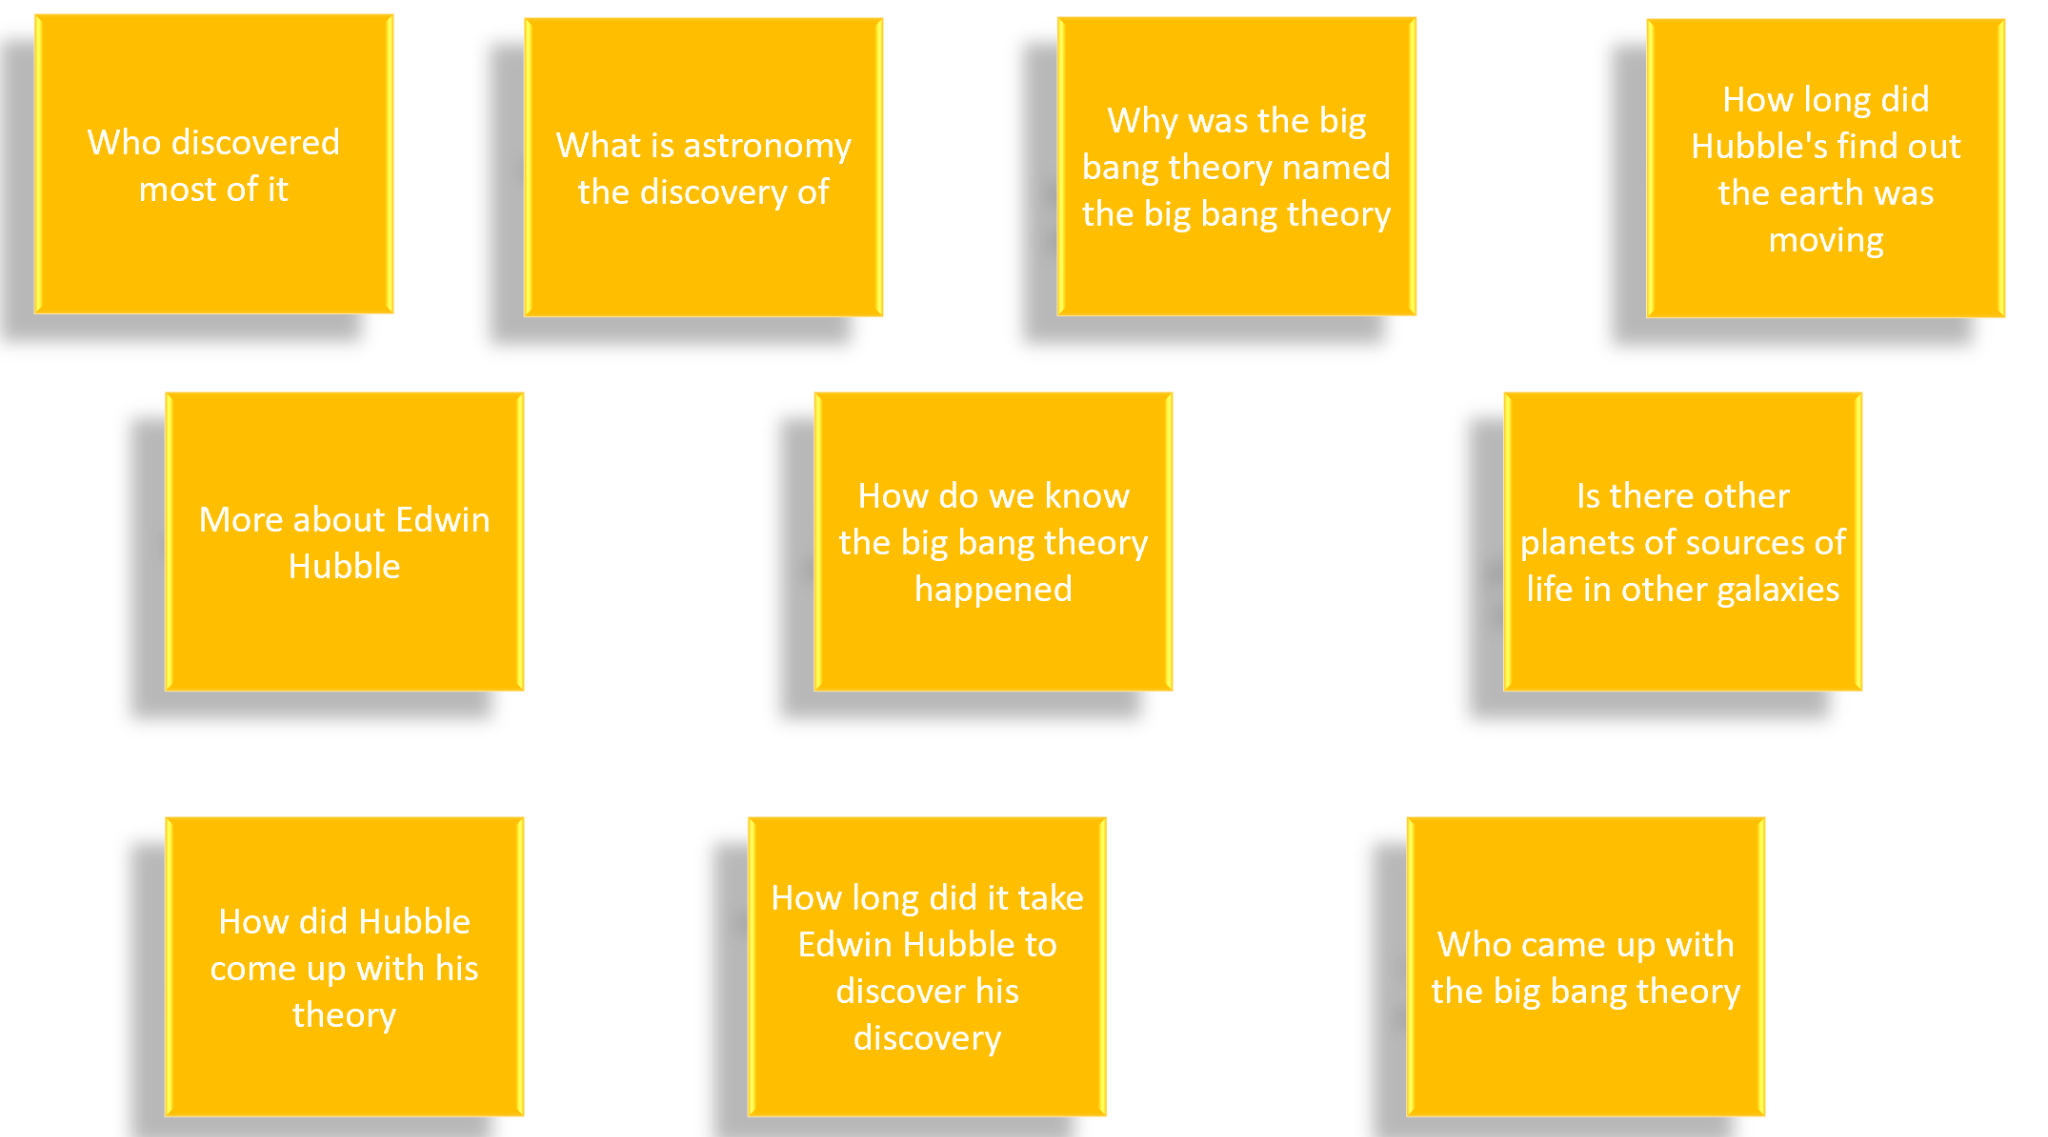 Who discovered
most of it
What is astronomy
the discovery of
Why was the big
bang theory named
the big bang theory
How long did
Hubble's find out
the earth was
moving
More about Edwin
Hubble
How do we know
the big bang theory
happened
Is there other
planets of sources of
life in other galaxies
How did Hubble
come up with his
theory
How long did it take
Edwin Hubble to
discover his
discovery
Who came up with
the big bang theory